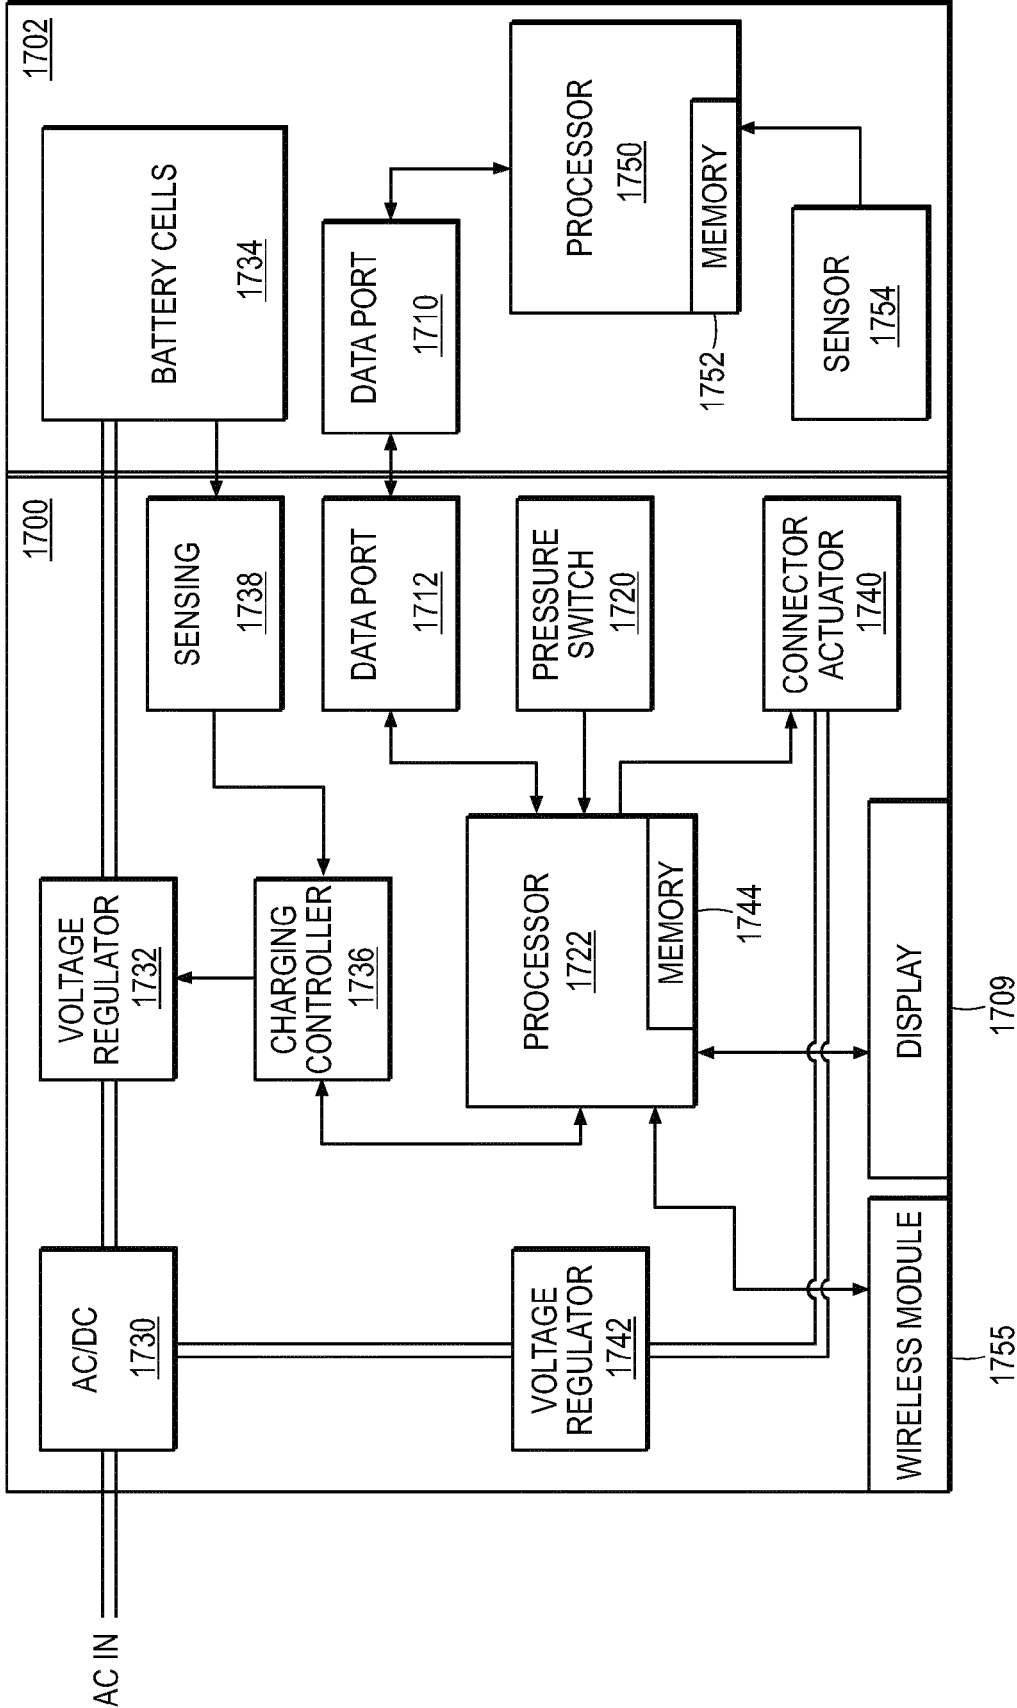 AC IN
1700
AC/DC
1730
VOLTAGE
REGULATOR
1732
SENSING
1738
CHARGING
CONTROLLER
1736
DATA PORT
1712
VOLTAGE
REGULATOR
1742
PROCESSOR
1722
MEMORY
1744
PRESSURE
SWITCH
1720
CONNECTOR
ACTUATOR
1740
WIRELESS MODULE
1755
DISPLAY
1709
1702
BATTERY CELLS
1734
DATA PORT
1710
PROCESSOR
1750
MEMORY
1752
SENSOR
1754